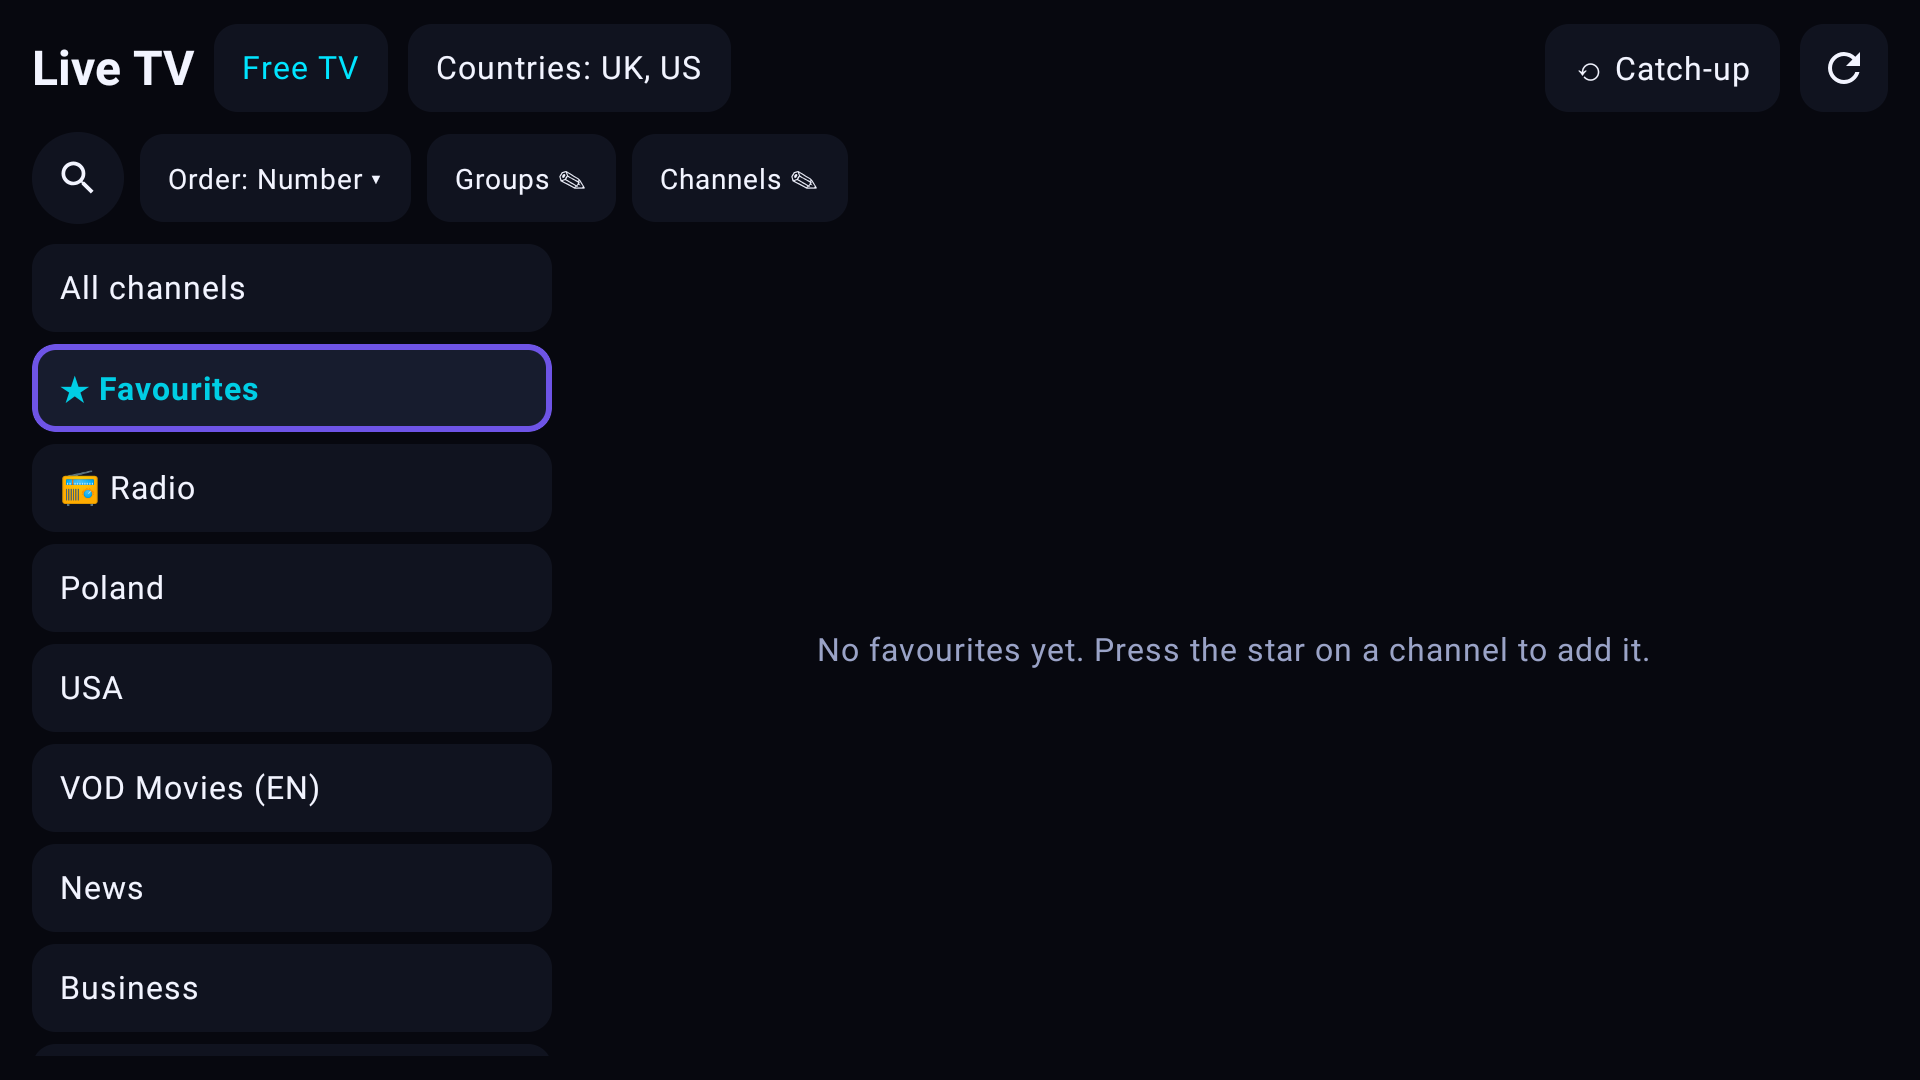 Live TV
Free TV
Countries: UK, US
⟲ Catch-up
Order: Number ▾
Groups ✎
Channels ✎
All channels
★ Favourites
📻 Radio
Poland
USA
VOD Movies (EN)
News
Business
No favourites yet. Press the star on a channel to add it.